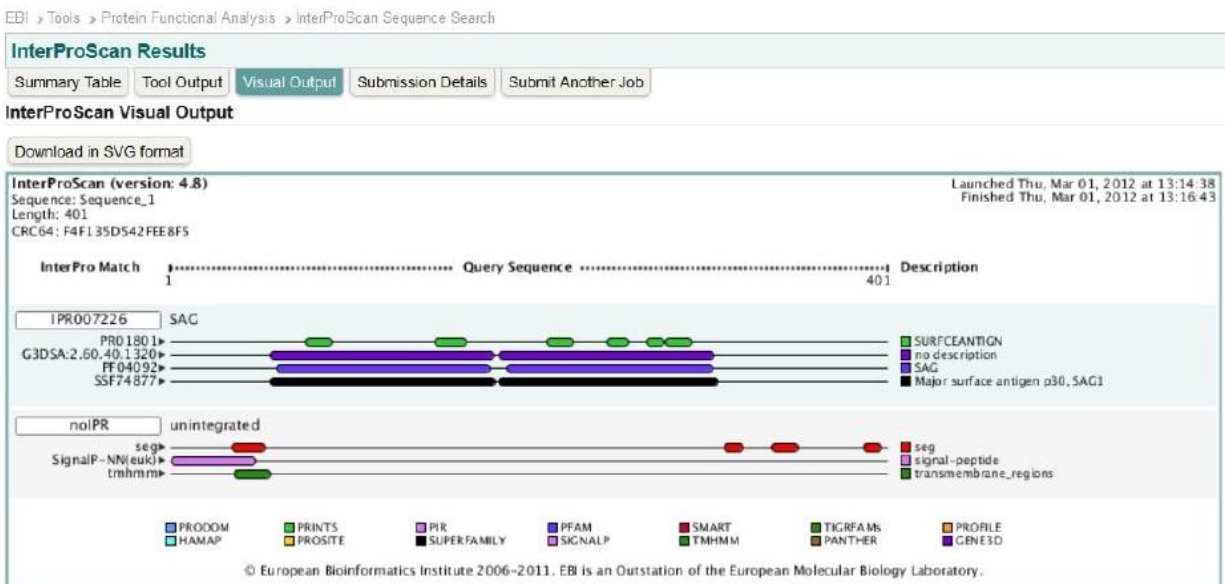 EBI > Tools > Protein Functional Analysis > InterProScan Sequence Search
InterProScan Results
Summary Table Tool Output Visual Output Submission Details Submit Another Job
InterProScan Visual Output
Download in SVG format
InterProScan (version: 4.8) Launched Thu, Mar 01, 2012 at 13:14:38
Sequence: Sequence_1 Finished Thu, Mar 01, 2012 at 13:16:43
Length: 401
CRC64: F4F135D542FEE8F5
InterPro Match Query Sequence Description
1 401
IPR007226 SAG
PR01801 SURFCEANTIGN
G3DSA:2.60.40.1320 no description
PF04092 SAG
SSF74877 Major surface antigen p30, SAG1
noIPR unintegrated
seg seg
SignalP-NN(euk) signal-peptide
tmhmm transmembrane_regions
PRODOM PRINTS PIR PFAM SMART TIGRFAMs PROFILE
HAMAP PROSITE SUPERFAMILY SIGNALP TMHMM PANTHER GENE3D
© European Bioinformatics Institute 2006-2011. EBI is an Outstation of the European Molecular Biology Laboratory.